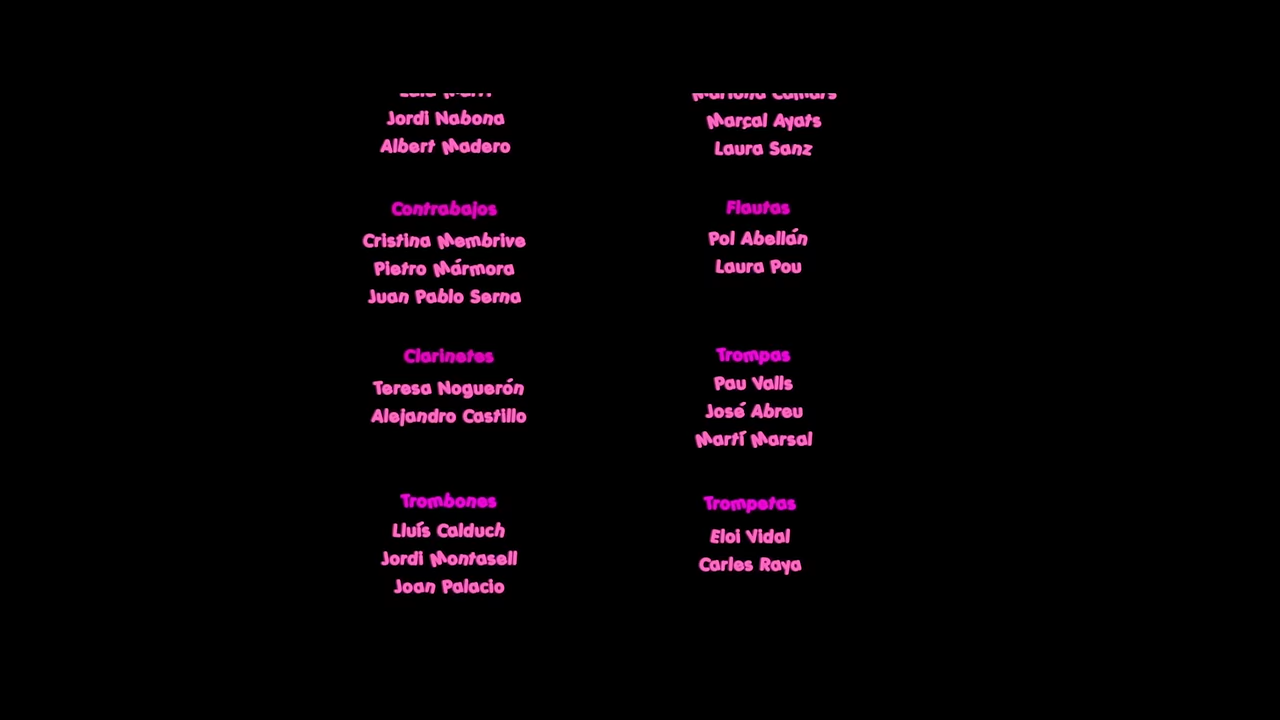 Jordi Nabona
Albert Madero
Marçal Ayats
Laura Sanz
Contrabajos
Cristina Membrive
Pietro Mármora
Juan Pablo Serna
Flautas
Pol Abellán
Laura Pou
Clarinetes
Teresa Noguerón
Alejandro Castillo
Trompas
Pau Valls
José Abreu
Martí Marsal
Trombones
Lluís Calduch
Jordi Montasell
Joan Palacio
Trompetas
Eloi Vidal
Carles Raya